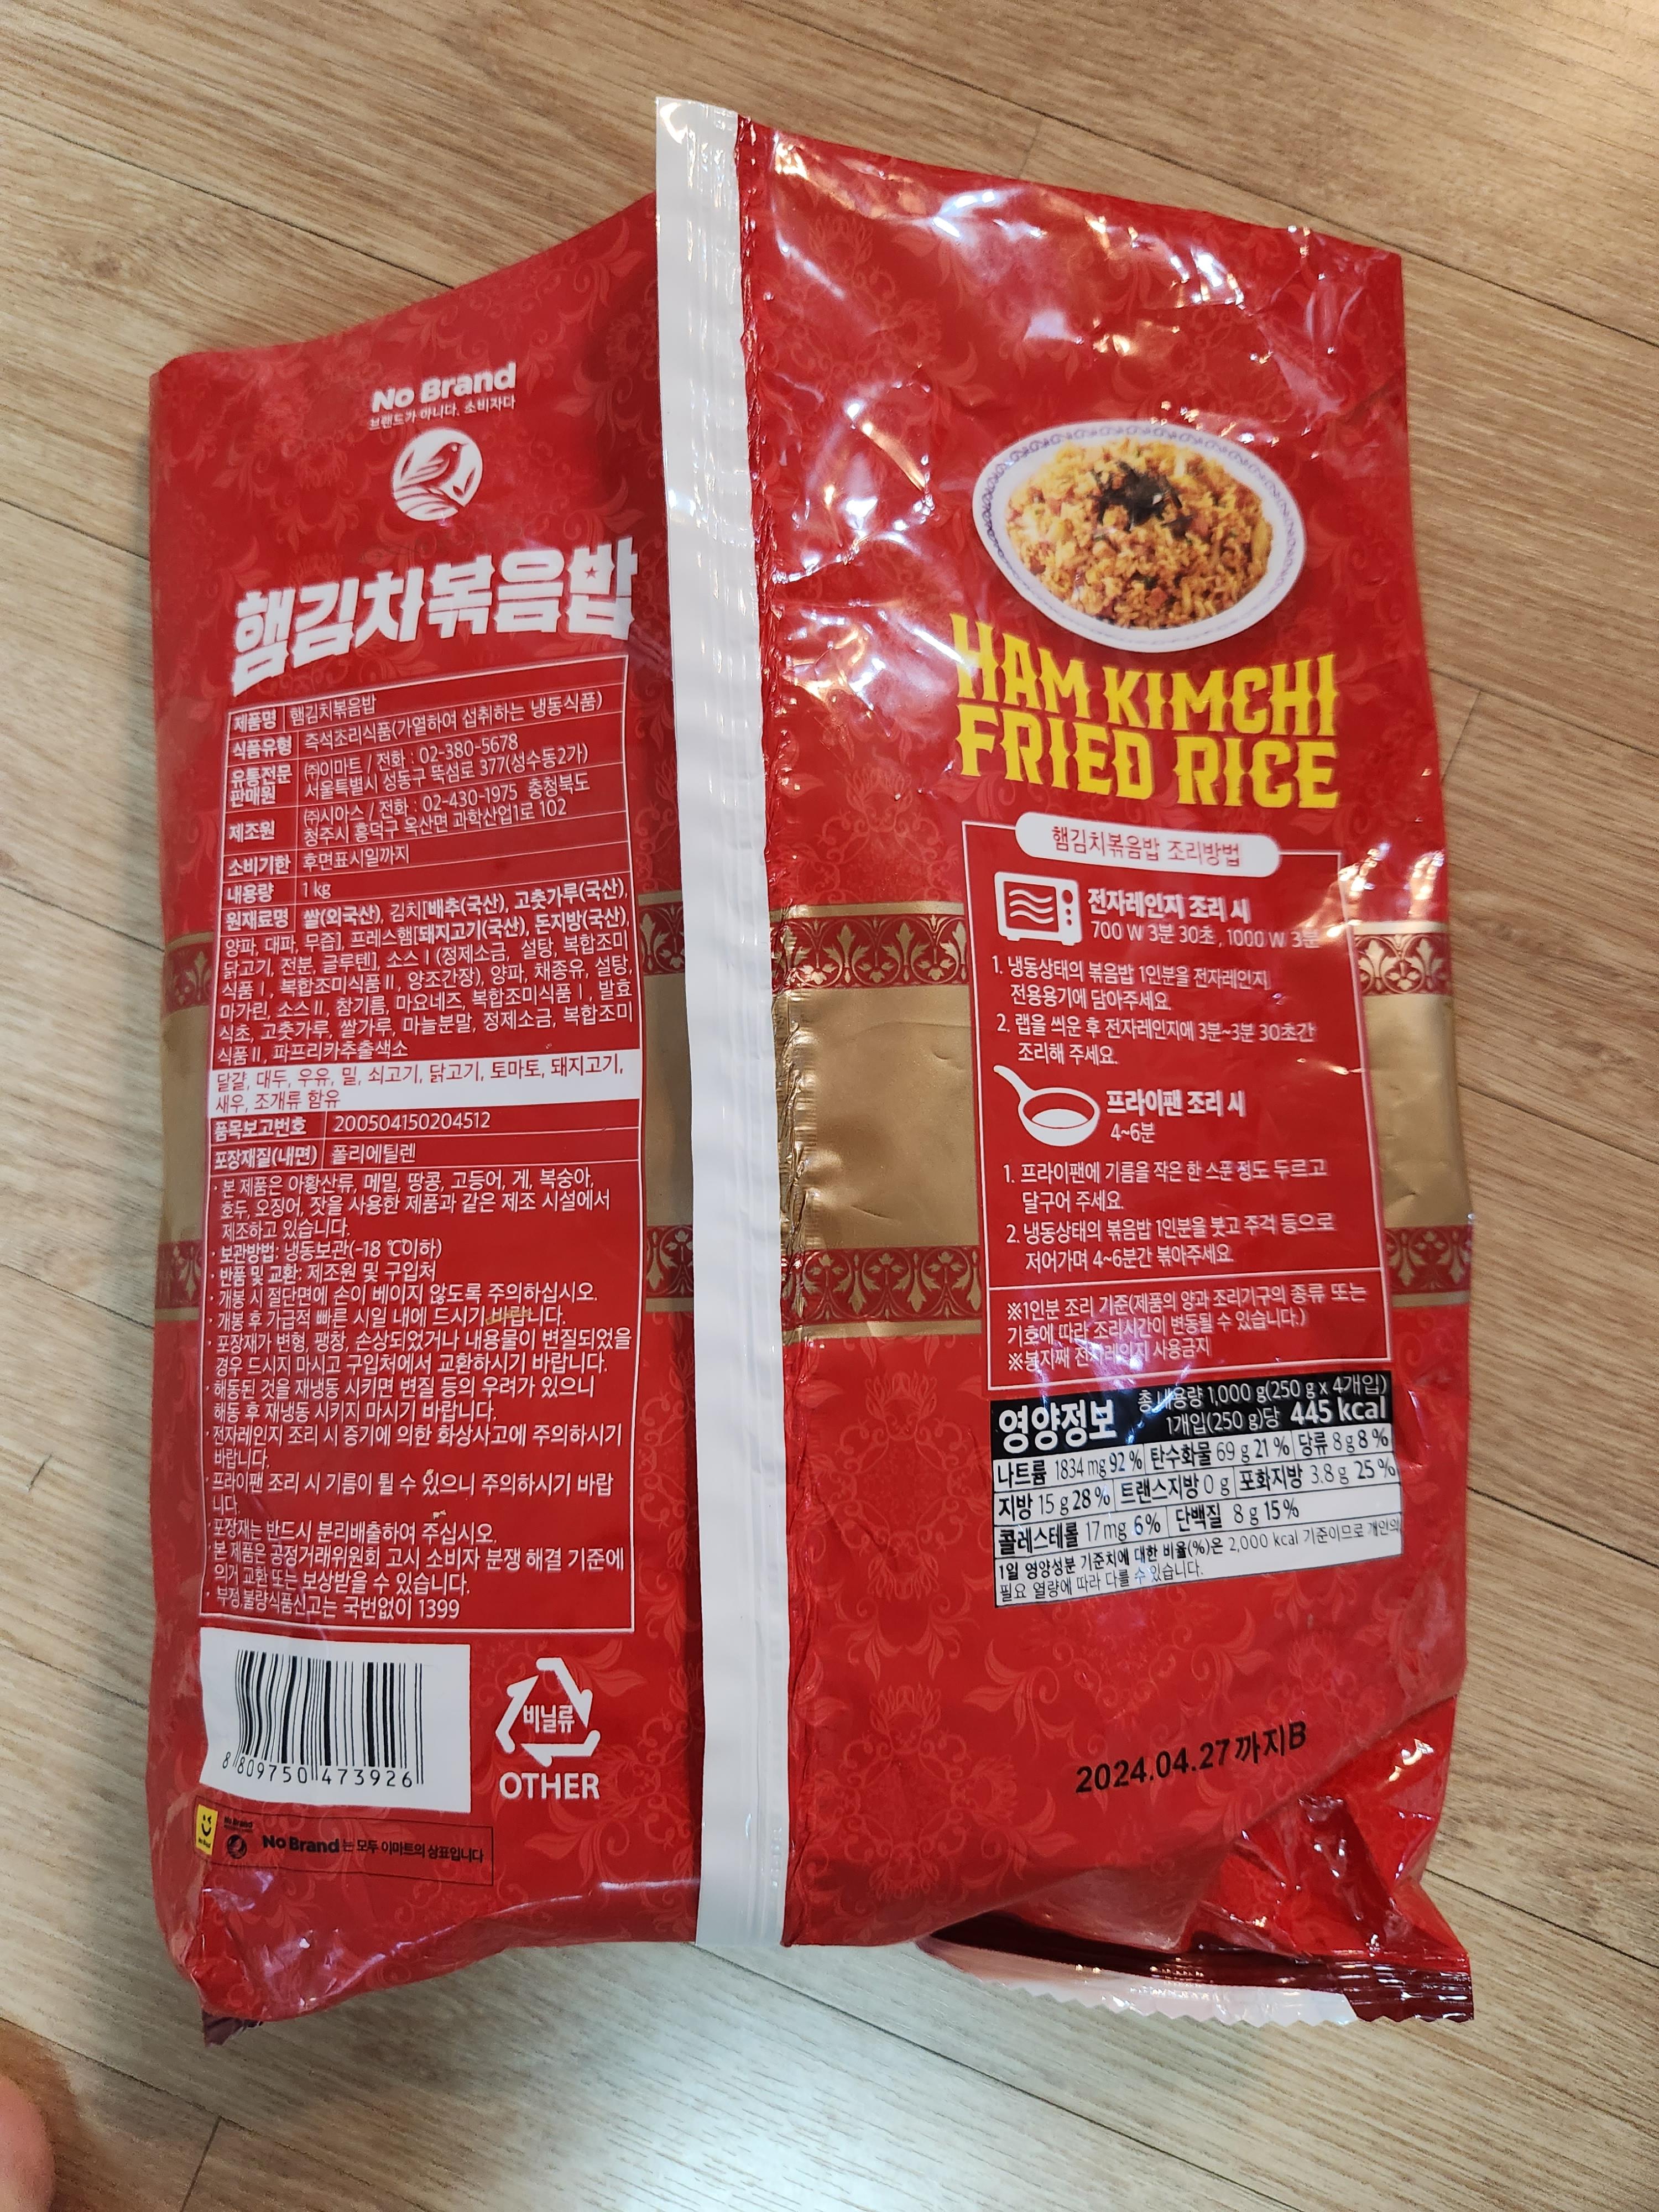 No Brand
브랜드가 아니다. 소비자다
햄김치볶음밥
제품명 햄김치볶음밥
식품유형 즉석조리식품(가열하여 섭취하는 냉동식품)
유통전문판매원 ㈜이마트 / 전화 : 02-380-5678
서울특별시 성동구 뚝섬로 377(성수동2가)
제조원 ㈜시아스 / 전화 : 02-430-1975 충청북도
청주시 흥덕구 옥산면 과학산업1로 102
소비기한 후면표시일까지
내용량 1 kg
원재료명 쌀(외국산), 김치[배추(국산), 고춧가루(국산),
양파, 대파, 무즙], 프레스햄[돼지고기(국산), 돈지방(국산),
닭고기, 전분, 글루텐], 소스Ⅰ(정제소금, 설탕, 복합조미
식품Ⅰ, 복합조미식품Ⅱ, 양조간장), 양파, 채종유, 설탕,
마가린, 소스Ⅱ, 참기름, 마요네즈, 복합조미식품Ⅰ, 발효
식초, 고춧가루, 쌀가루, 마늘분말, 정제소금, 복합조미
식품Ⅱ, 파프리카추출색소
달걀, 대두, 우유, 밀, 쇠고기, 닭고기, 토마토, 돼지고기,
새우, 조개류 함유
품목보고번호 200504150204512
포장재질(내면) 폴리에틸렌
· 본 제품은 아황산류, 메밀, 땅콩, 고등어, 게, 복숭아,
호두, 오징어, 잣을 사용한 제품과 같은 제조 시설에서
제조하고 있습니다.
· 보관방법: 냉동보관(-18 ℃이하)
· 반품 및 교환: 제조원 및 구입처
· 개봉 시 절단면에 손이 베이지 않도록 주의하십시오.
· 개봉 후 가급적 빠른 시일 내에 드시기 바랍니다.
· 포장재가 변형, 팽창, 손상되었거나 내용물이 변질되었을
경우 드시지 마시고 구입처에서 교환하시기 바랍니다.
· 해동된 것을 재냉동 시키면 변질 등의 우려가 있으니
해동 후 재냉동 시키지 마시기 바랍니다.
· 전자레인지 조리 시 증기에 의한 화상사고에 주의하시기
바랍니다.
· 프라이팬 조리 시 기름이 튈 수 있으니 주의하시기 바랍
니다.
· 포장재는 반드시 분리배출하여 주십시오.
· 본 제품은 공정거래위원회 고시 소비자 분쟁 해결 기준에
의거 교환 또는 보상받을 수 있습니다.
· 부정,불량식품신고는 국번없이 1399
8 809750 473926
비닐류
OTHER
No Brand
No Brand 는 모두 이마트의 상표입니다
HAM KIMCHI
FRIED RICE
햄김치볶음밥 조리방법
전자레인지 조리 시
700 W 3분 30초 , 1000 W 3분
1. 냉동상태의 볶음밥 1인분을 전자레인지
전용용기에 담아주세요.
2. 랩을 씌운 후 전자레인지에 3분~3분 30초간
조리해 주세요.
프라이팬 조리 시
4~6분
1. 프라이팬에 기름을 작은 한 스푼 정도 두르고
달구어 주세요.
2. 냉동상태의 볶음밥 1인분을 붓고 주걱 등으로
저어가며 4~6분간 볶아주세요.
※1인분 조리 기준(제품의 양과 조리기구의 종류 또는
기호에 따라 조리시간이 변동될 수 있습니다.)
※봉지째 전자레인지 사용금지
영양정보 총 내용량 1,000 g(250 g x 4개입)
1개입(250 g)당 445 kcal
나트륨 1834 mg 92 % 탄수화물 69 g 21 % 당류 8 g 8 %
지방 15 g 28 % 트랜스지방 0 g 포화지방 3.8 g 25 %
콜레스테롤 17 mg 6 % 단백질 8 g 15 %
1일 영양성분 기준치에 대한 비율(%)은 2,000 kcal 기준이므로 개인의
필요 열량에 따라 다를 수 있습니다.
2024.04.27까지B